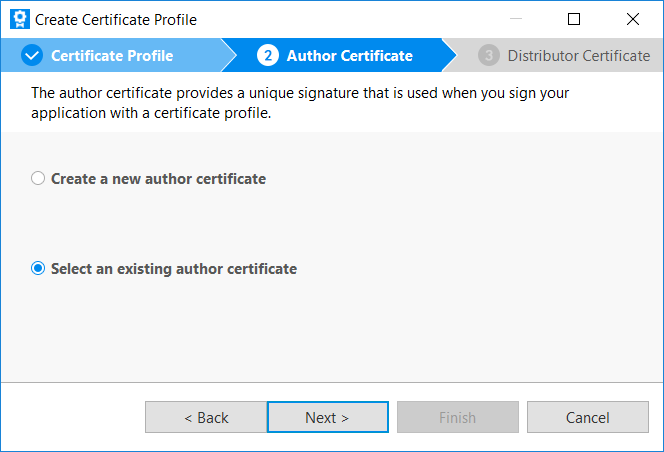 Create Certificate Profile
Certificate Profile
2 Author Certificate
3 Distributor Certificate
The author certificate provides a unique signature that is used when you sign your
application with a certificate profile.
Create a new author certificate
Select an existing author certificate
< Back
Next >
Finish
Cancel